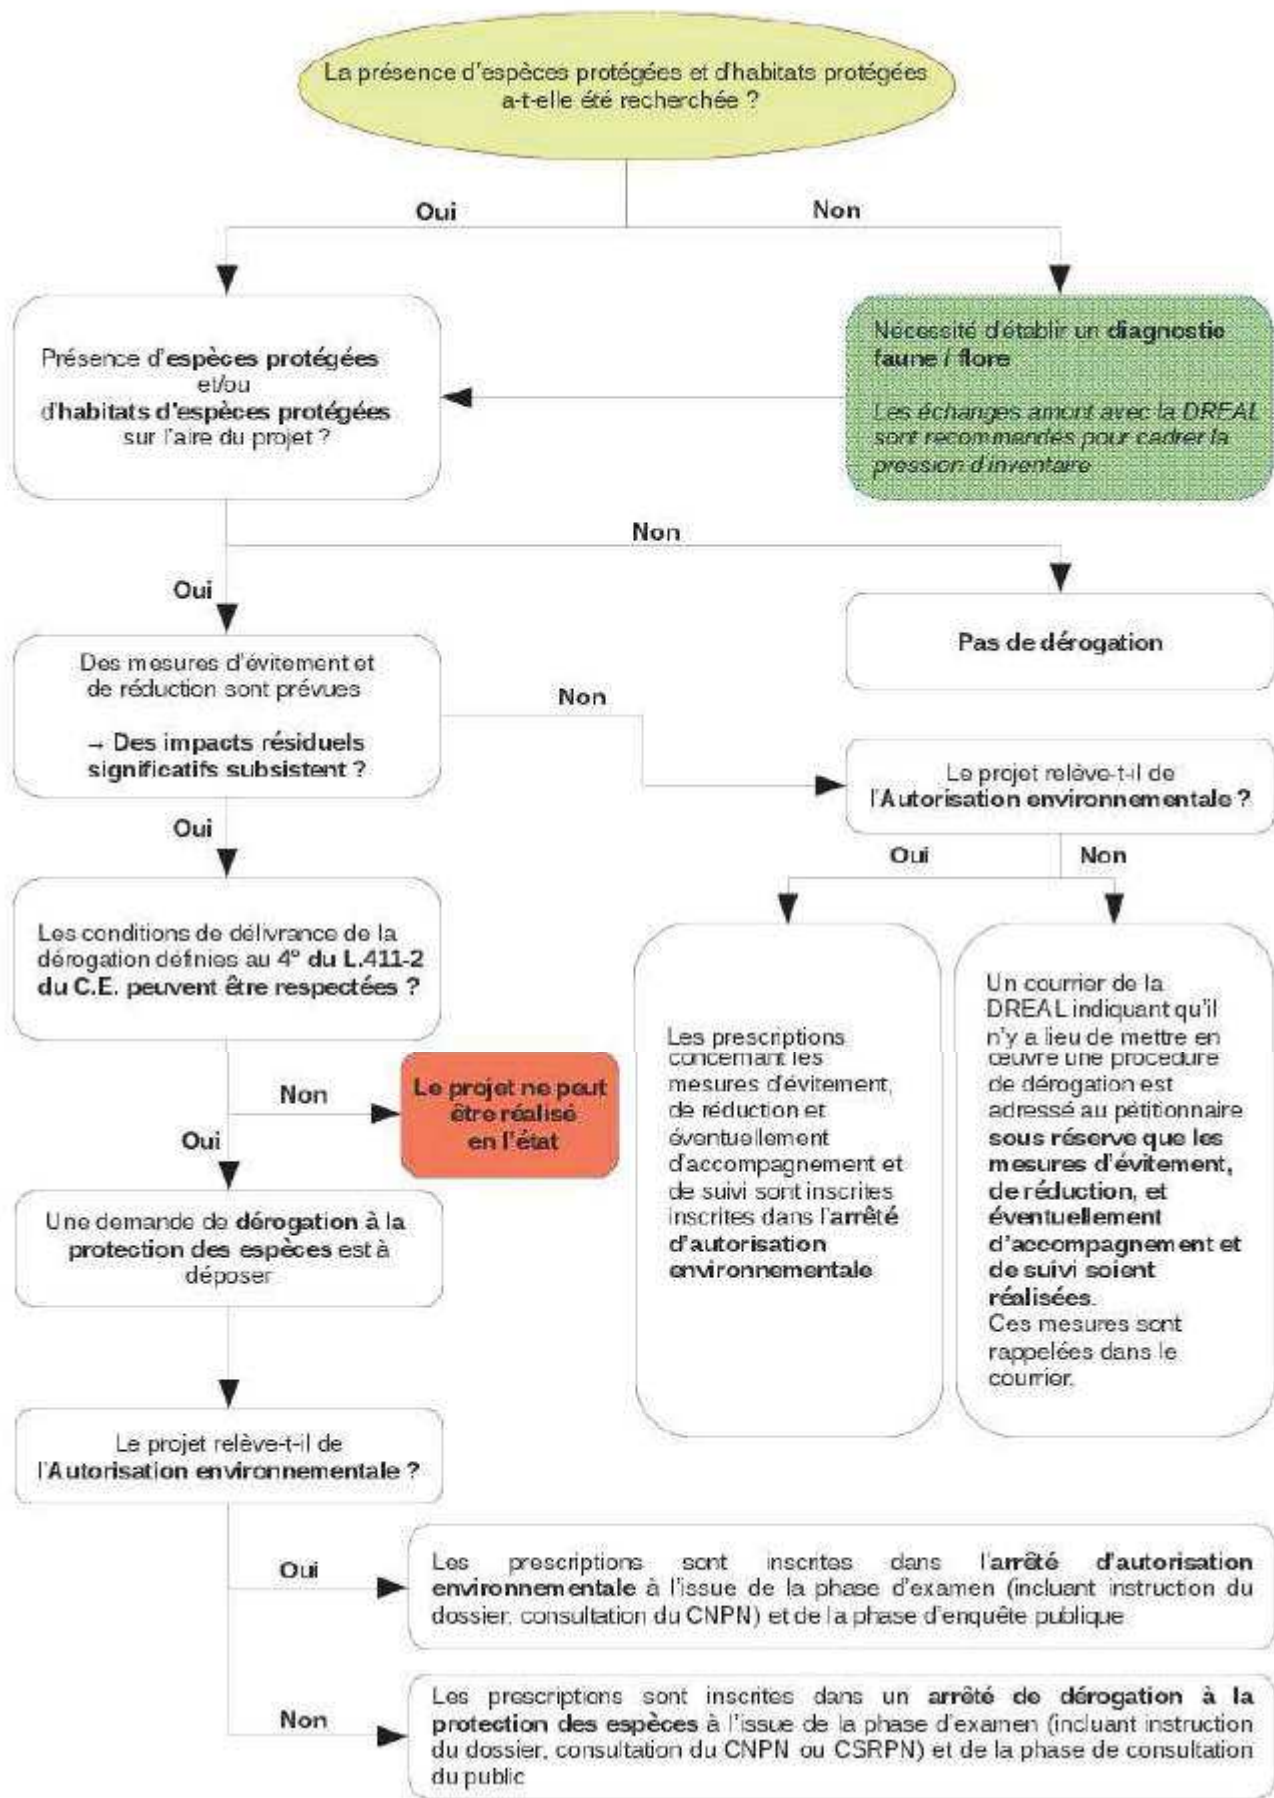 La présence d'espèces protégées et d'habitats protégées
a-t-elle été recherchée ?
Oui
Non
Présence d'espèces protégées
et/ou
d'habitats d'espèces protégées
sur l'aire du projet ?
Nécessité d'établir un diagnostic
faune / flore
Les échanges amont avec la DREAL
sont recommandés pour cadrer la
pression d'inventaire
Non
Oui
Pas de dérogation
Des mesures d'évitement et
de réduction sont prévues
→ Des impacts résiduels
significatifs subsistent ?
Non
Le projet relève-t-il de
l'Autorisation environnementale ?
Oui
Oui
Non
Les conditions de délivrance de la
dérogation définies au 4° du L.411-2
du C.E. peuvent être respectées ?
Les prescriptions
concernant les
mesures d'évitement,
de réduction et
éventuellement
d'accompagnement et
de suivi sont inscrites
inscrites dans l'arrêté
d'autorisation
environnementale
Un courrier de la
DREAL indiquant qu'il
n'y a lieu de mettre en
œuvre une procédure
de dérogation est
adressé au pétitionnaire
sous réserve que les
mesures d'évitement,
de réduction, et
éventuellement
d'accompagnement et
de suivi soient
réalisées.
Ces mesures sont
rappelées dans le
courrier.
Non
Le projet ne peut
être réalisé
en l'état
Oui
Une demande de dérogation à la
protection des espèces est à
déposer
Le projet relève-t-il de
l'Autorisation environnementale ?
Oui
Les prescriptions sont inscrites dans l'arrêté d'autorisation
environnementale à l'issue de la phase d'examen (incluant instruction du
dossier, consultation du CNPN) et de la phase d'enquête publique
Non
Les prescriptions sont inscrites dans un arrêté de dérogation à la
protection des espèces à l'issue de la phase d'examen (incluant instruction
du dossier, consultation du CNPN ou CSRPN) et de la phase de consultation
du public